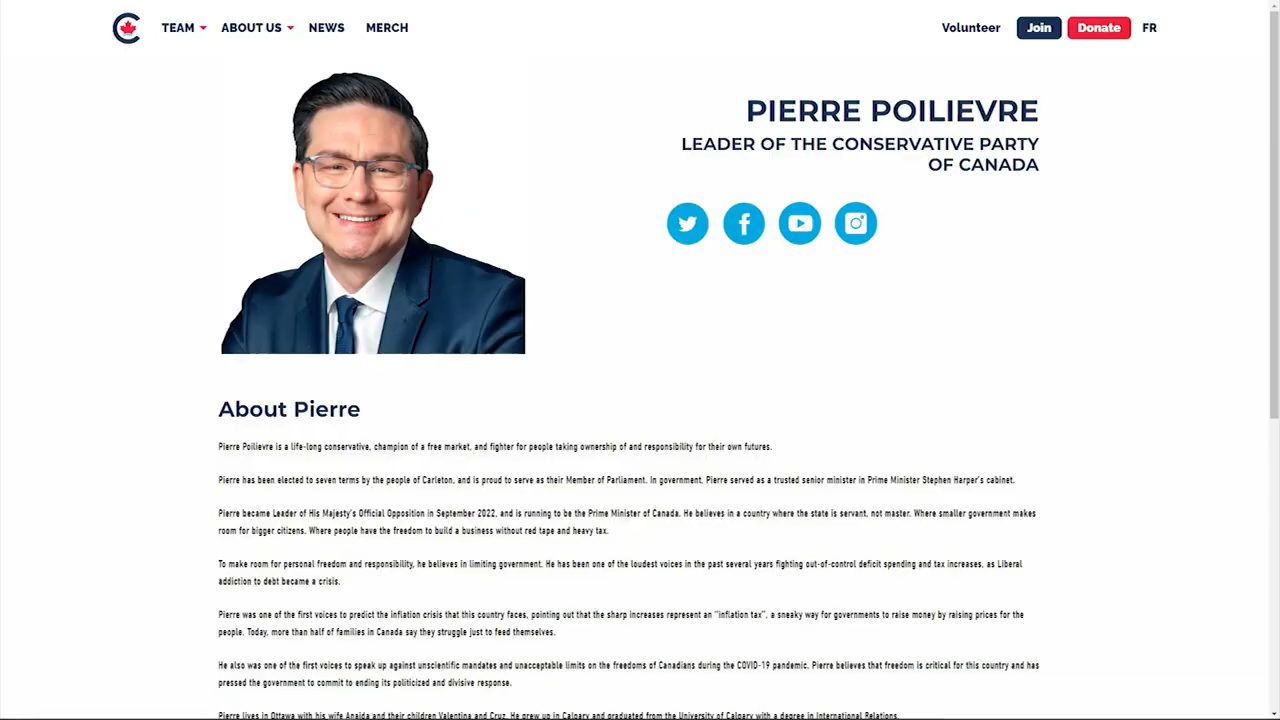 TEAM ABOUT US NEWS MERCH Volunteer Join Donate FR
PIERRE POILIEVRE
LEADER OF THE CONSERVATIVE PARTY
OF CANADA
About Pierre
Pierre Poilievre is a life-long conservative, champion of a free market, and fighter for people taking ownership of and responsibility for their own futures.
Pierre has been elected to seven terms by the people of Carleton, and is proud to serve as their Member of Parliament. In government, Pierre served as a trusted senior minister in Prime Minister Stephen Harper's cabinet.
Pierre became Leader of His Majesty's Official Opposition in September 2022, and is running to be the Prime Minister of Canada. He believes in a country where the state is servant, not master. Where smaller government makes
room for bigger citizens. Where people have the freedom to build a business without red tape and heavy tax.
To make room for personal freedom and responsibility, he believes in limiting government. He has been one of the loudest voices in the past several years fighting out-of-control deficit spending and tax increases, as Liberal
addiction to debt became a crisis.
Pierre was one of the first voices to predict the inflation crisis that this country faces, pointing out that the sharp increases represent an "inflation tax", a sneaky way for governments to raise money by raising prices for the
people. Today, more than half of families in Canada say they struggle just to feed themselves.
He also was one of the first voices to speak up against unscientific mandates and unacceptable limits on the freedoms of Canadians during the COVID-19 pandemic. Pierre believes that freedom is critical for this country and has
pressed the government to commit to ending its politicized and divisive response.
Pierre lives in Ottawa with his wife Anaida and their children Valentina and Cruz. He grew up in Calgary and graduated from the University of Calgary with a degree in International Relations.